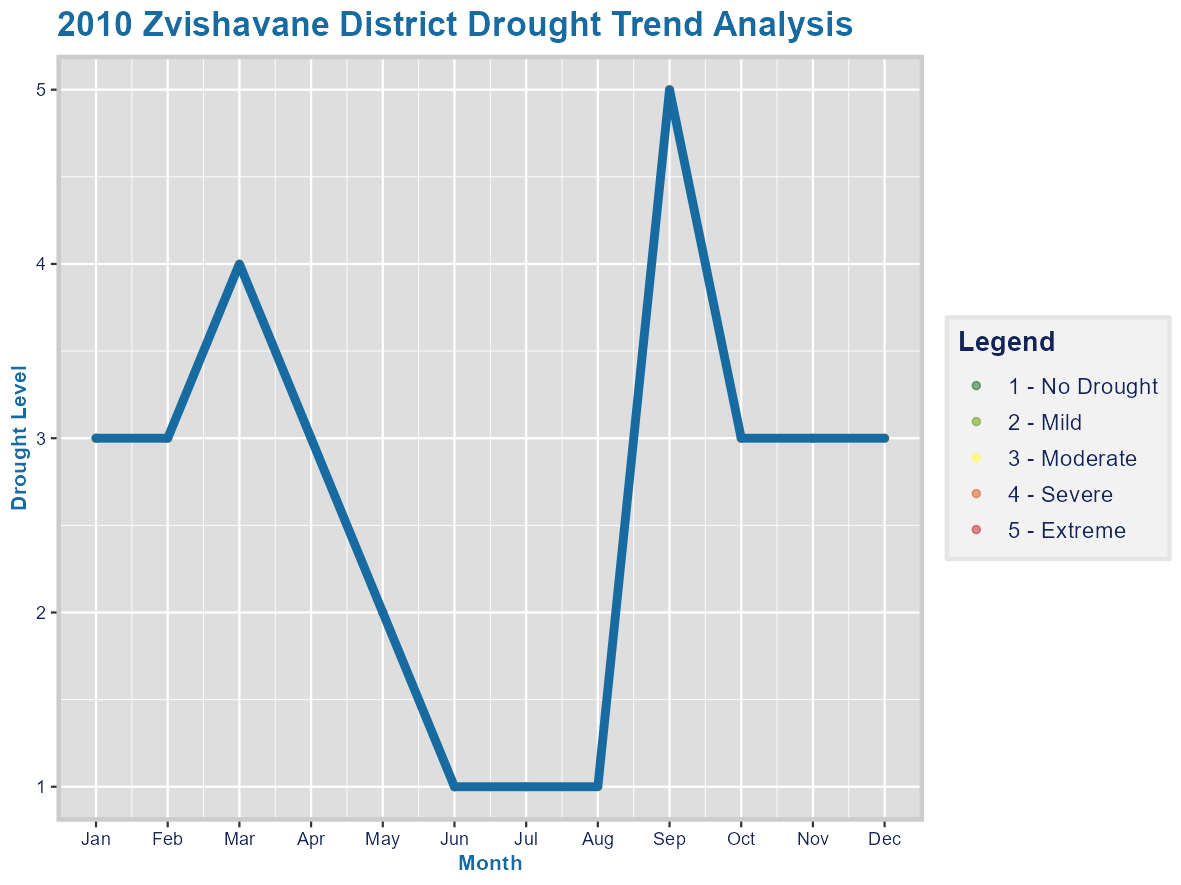 2010 Zvishavane District Drought Trend Analysis
5
4
3
2
1
Drought Level
Jan Feb Mar Apr May Jun Jul Aug Sep Oct Nov Dec
Month
Legend
1 - No Drought
2 - Mild
3 - Moderate
4 - Severe
5 - Extreme